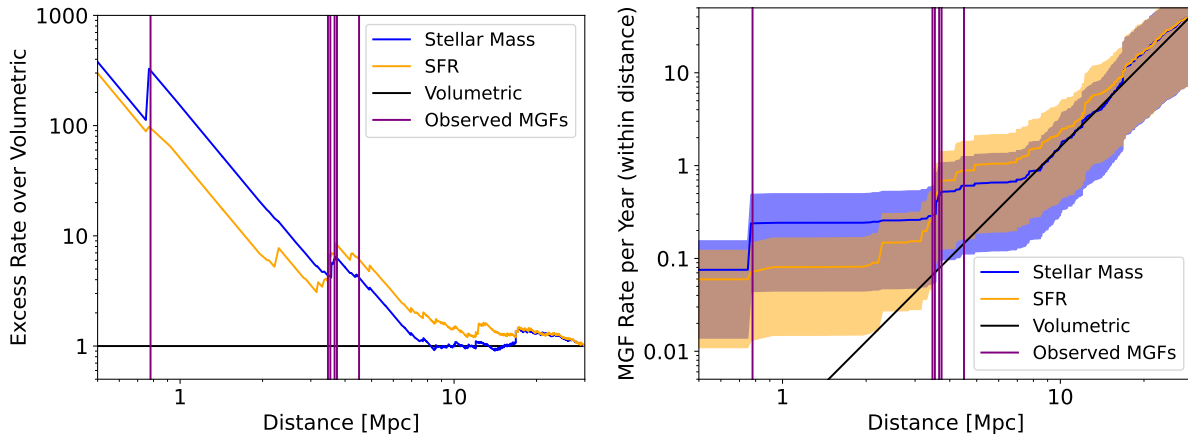 1000
100
10
1
Excess Rate over Volumetric
Stellar Mass
SFR
Volumetric
Observed MGFs
1
10
Distance [Mpc]
10
1
0.1
0.01
MGF Rate per Year (within distance)
Stellar Mass
SFR
Volumetric
Observed MGFs
1
10
Distance [Mpc]